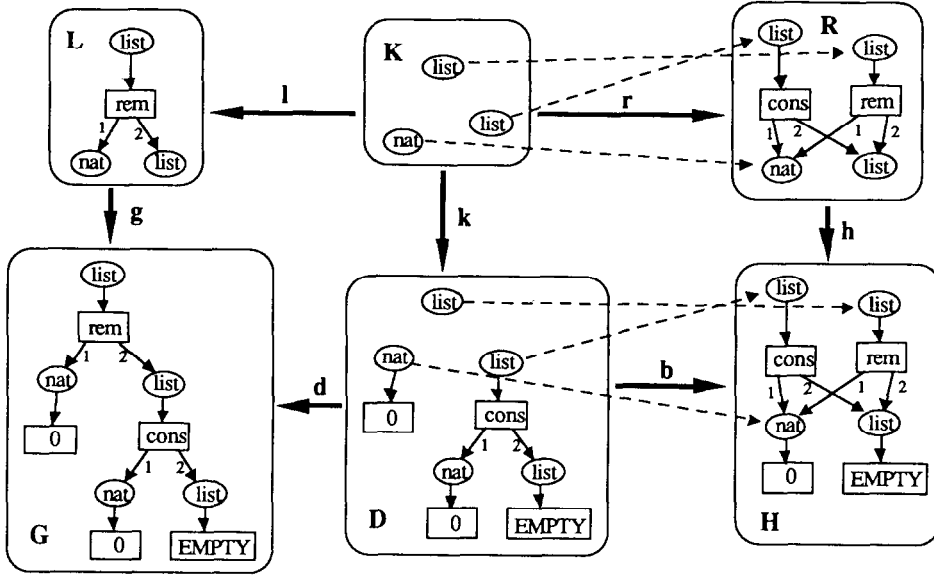 L
list
rem
1 2
nat list
l
K
list
list
nat
r
list R
list
cons rem
1 2 1 2
nat list
g
k
h
list
rem
1 2
nat list
0 cons
1 2
nat list
G 0 EMPTY
d
list
nat list
0 cons
1 2
nat list
D 0 EMPTY
b
list
list
cons rem
1 2 1 2
nat list
0 EMPTY
H